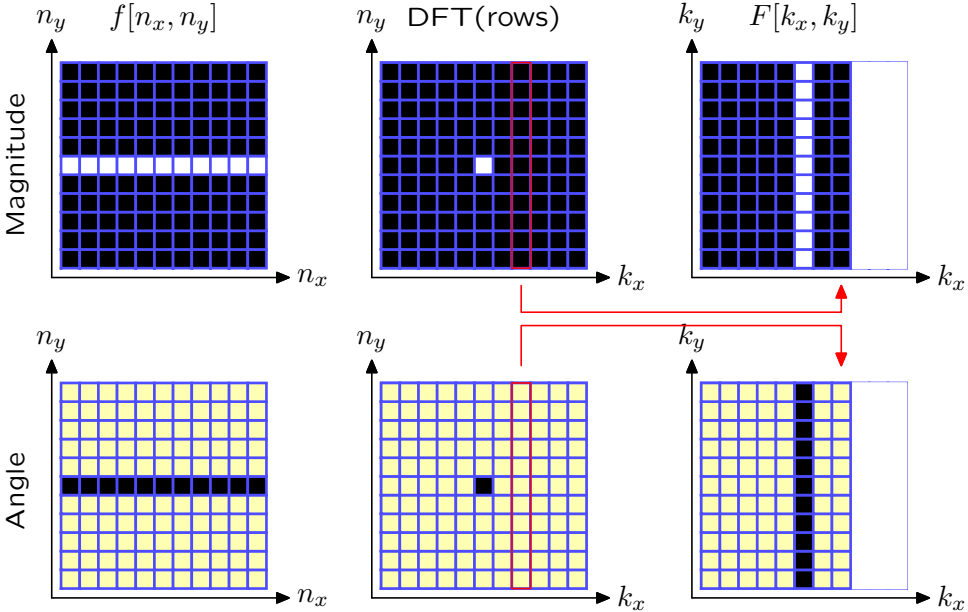 n_y f[n_x, n_y] n_y DFT(rows) k_y F[k_x, k_y]
Magnitude
n_x k_x k_x
n_y n_y k_y
Angle
n_x k_x k_x